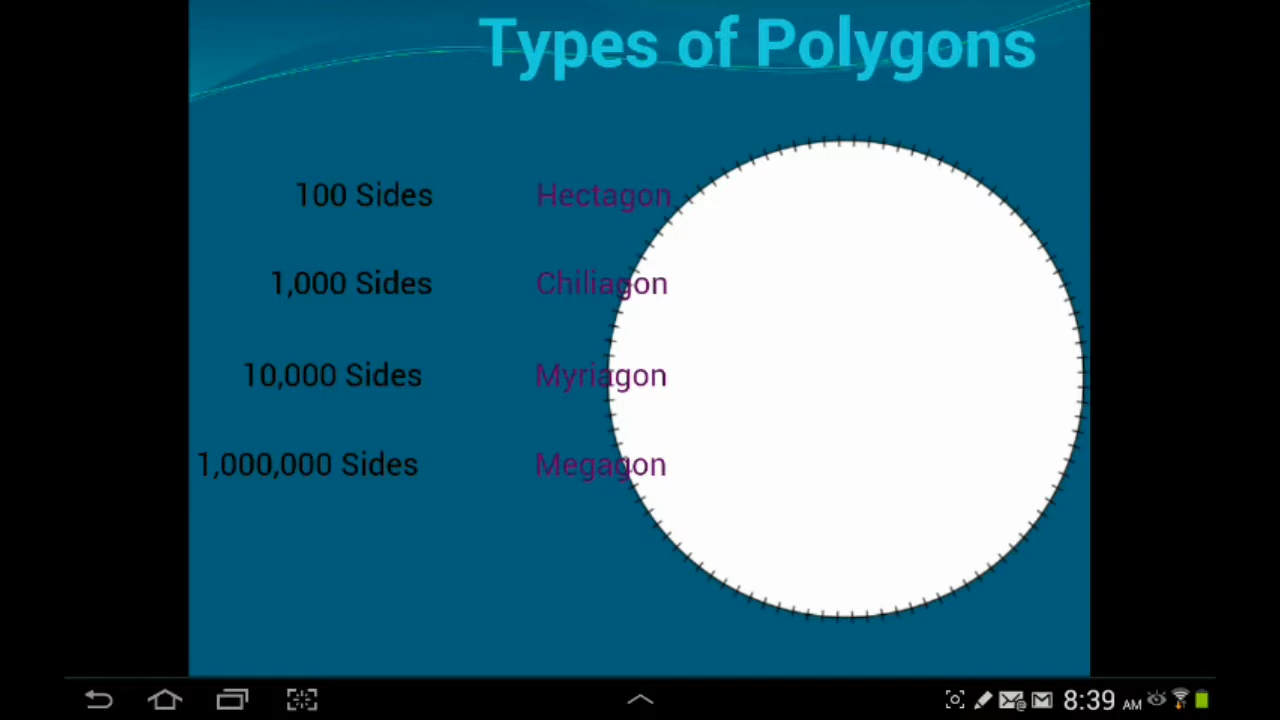 Types of Polygons
100 Sides Hectagon
1,000 Sides Chiliagon
10,000 Sides Myriagon
1,000,000 Sides Megagon
8:39 AM